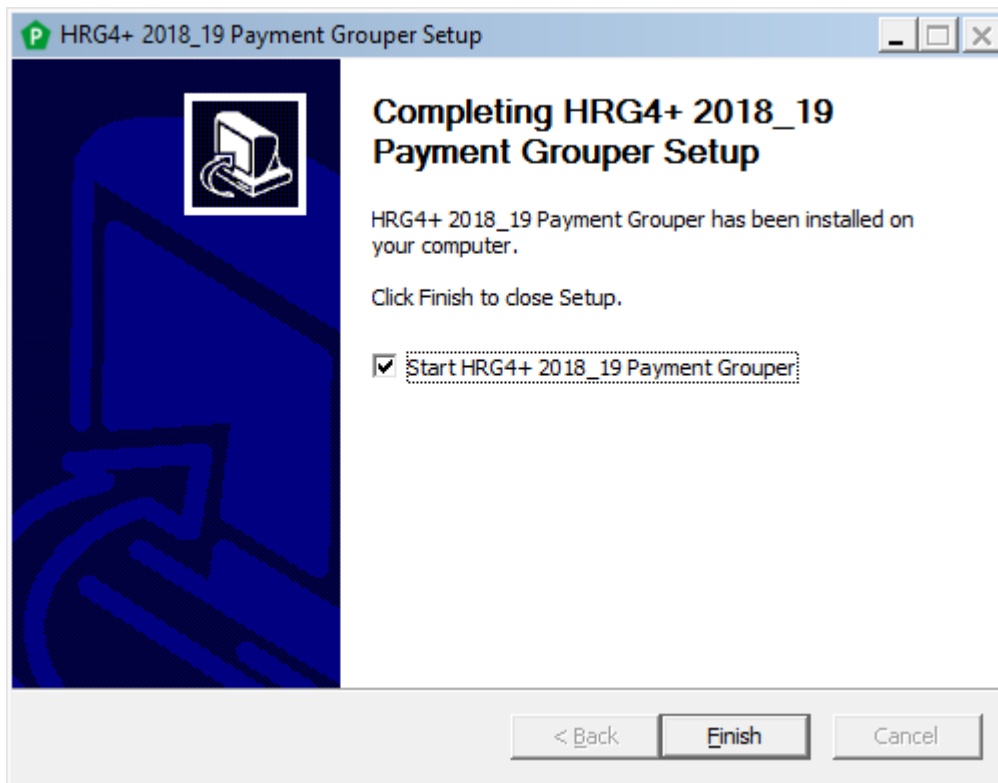 HRG4+ 2018_19 Payment Grouper Setup
Completing HRG4+ 2018_19
Payment Grouper Setup
HRG4+ 2018_19 Payment Grouper has been installed on
your computer.
Click Finish to close Setup.
Start HRG4+ 2018_19 Payment Grouper
< Back Finish Cancel